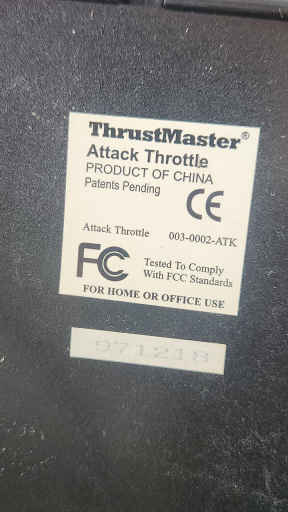 ThrustMaster®
Attack Throttle
PRODUCT OF CHINA
Patents Pending
CE
Attack Throttle 003-0002-ATK
FC Tested To Comply
With FCC Standards
FOR HOME OR OFFICE USE
971218